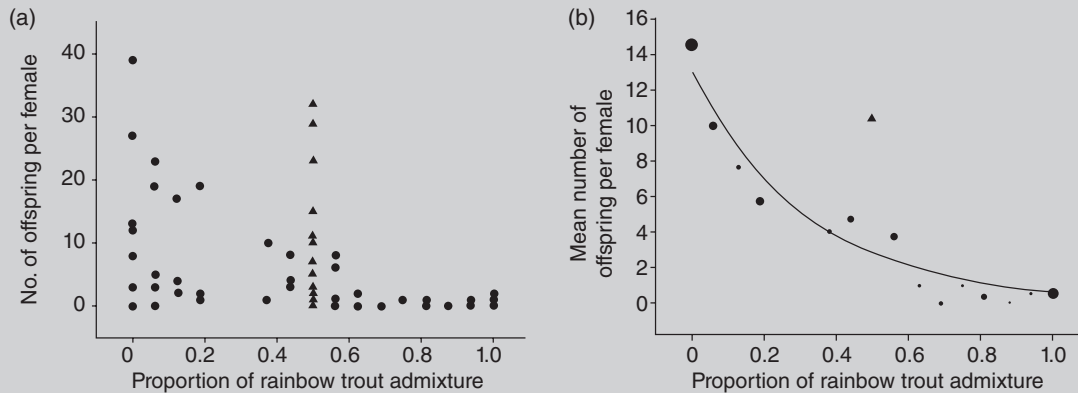 (a)
No. of offspring per female
40
30
20
10
0
0 0.2 0.4 0.6 0.8 1.0
Proportion of rainbow trout admixture
(b)
Mean number of
offspring per female
16
14
12
10
8
6
4
2
0
0 0.2 0.4 0.6 0.8 1.0
Proportion of rainbow trout admixture